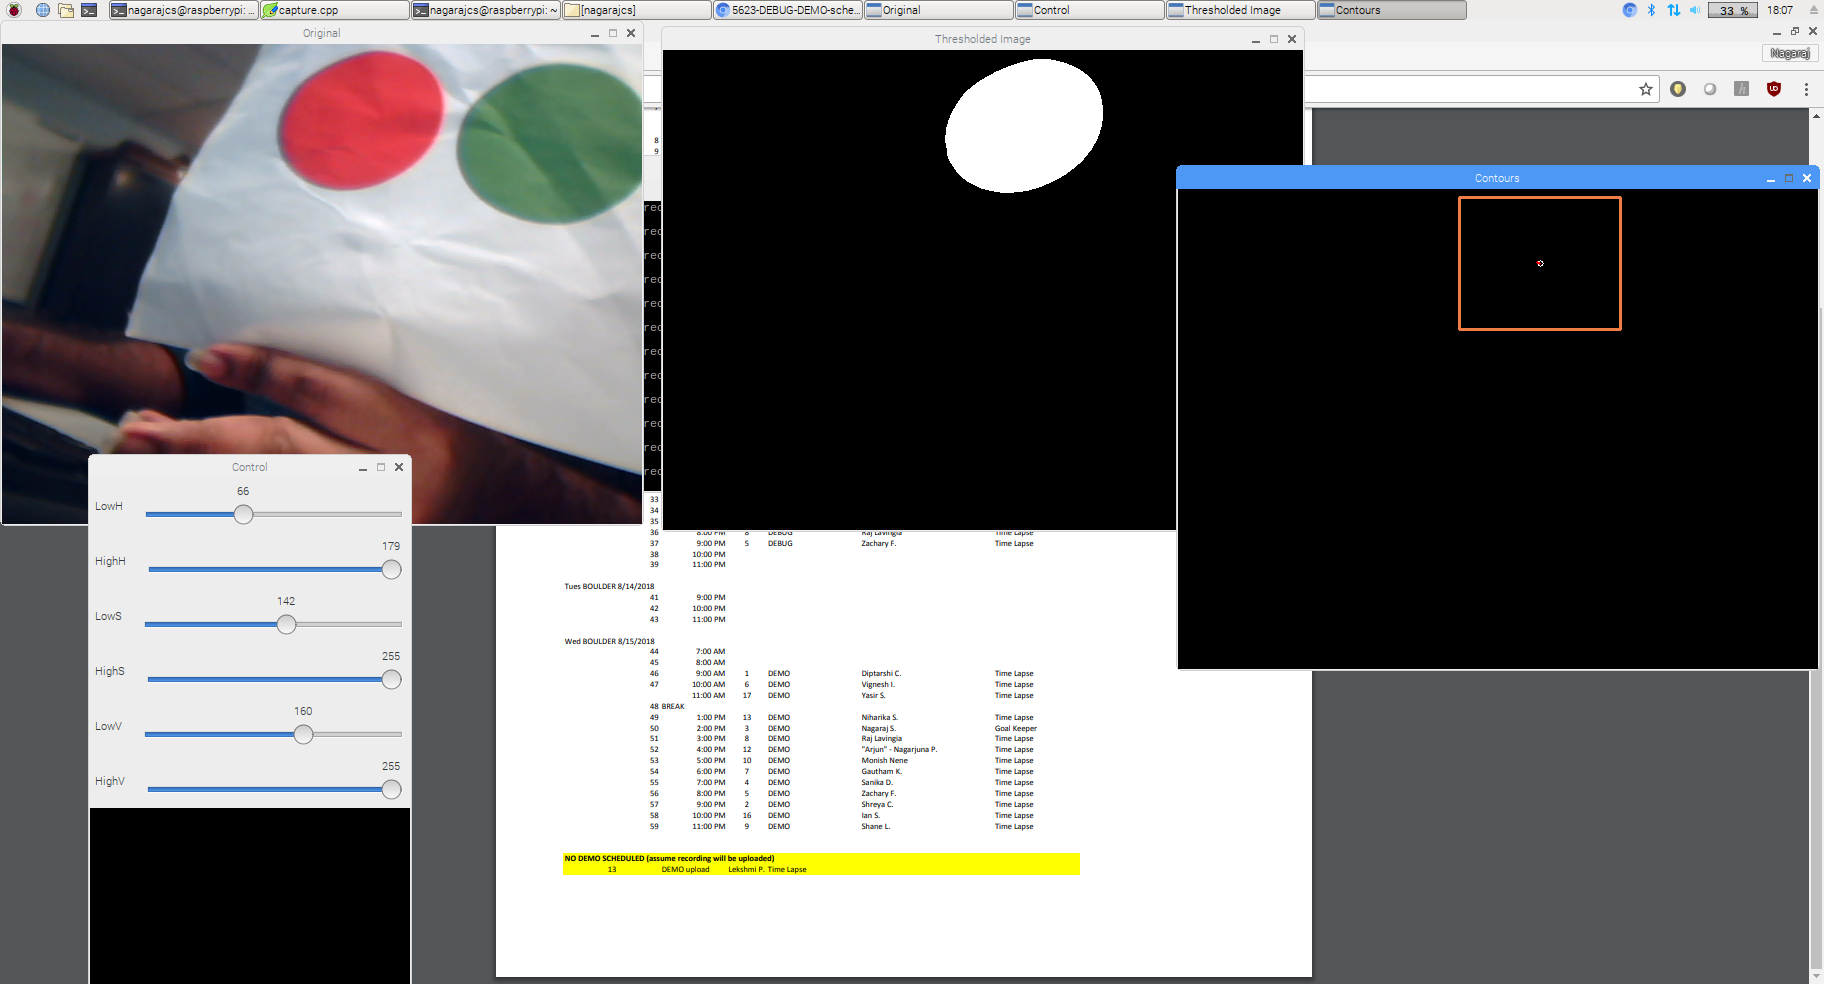 nagarajcs@raspberrypi: ...
capture.cpp
nagarajcs@raspberrypi: ~
[nagarajcs]
5623-DEBUG-DEMO-sche...
Original
Control
Thresholded Image
Contours
33 %
18:07
Original
Thresholded Image
Nagaraj
8
9
Contours
rec
rec
rec
rec
rec
rec
rec
rec
rec
rec
rec
rec
Control
66
LowH
179
HighH
142
LowS
255
HighS
160
LowV
255
HighV
33
34
35
36 8:00 PM 8 DEBUG Raj Lavingia Time Lapse
37 9:00 PM 5 DEBUG Zachary F. Time Lapse
38 10:00 PM
39 11:00 PM
Tues BOULDER 8/14/2018
41 9:00 PM
42 10:00 PM
43 11:00 PM
Wed BOULDER 8/15/2018
44 7:00 AM
45 8:00 AM
46 9:00 AM 1 DEMO Diptarshi C. Time Lapse
47 10:00 AM 6 DEMO Vignesh I. Time Lapse
11:00 AM 17 DEMO Yasir S. Time Lapse
48 BREAK
49 1:00 PM 13 DEMO Niharika S. Time Lapse
50 2:00 PM 3 DEMO Nagaraj S. Goal Keeper
51 3:00 PM 8 DEMO Raj Lavingia Time Lapse
52 4:00 PM 12 DEMO "Arjun" - Nagarjuna P. Time Lapse
53 5:00 PM 10 DEMO Monish Nene Time Lapse
54 6:00 PM 7 DEMO Gautham K. Time Lapse
55 7:00 PM 4 DEMO Sanika D. Time Lapse
56 8:00 PM 5 DEMO Zachary F. Time Lapse
57 9:00 PM 2 DEMO Shreya C. Time Lapse
58 10:00 PM 16 DEMO Ian S. Time Lapse
59 11:00 PM 9 DEMO Shane L. Time Lapse
NO DEMO SCHEDULED (assume recording will be uploaded)
13 DEMO upload Lekshmi P. Time Lapse